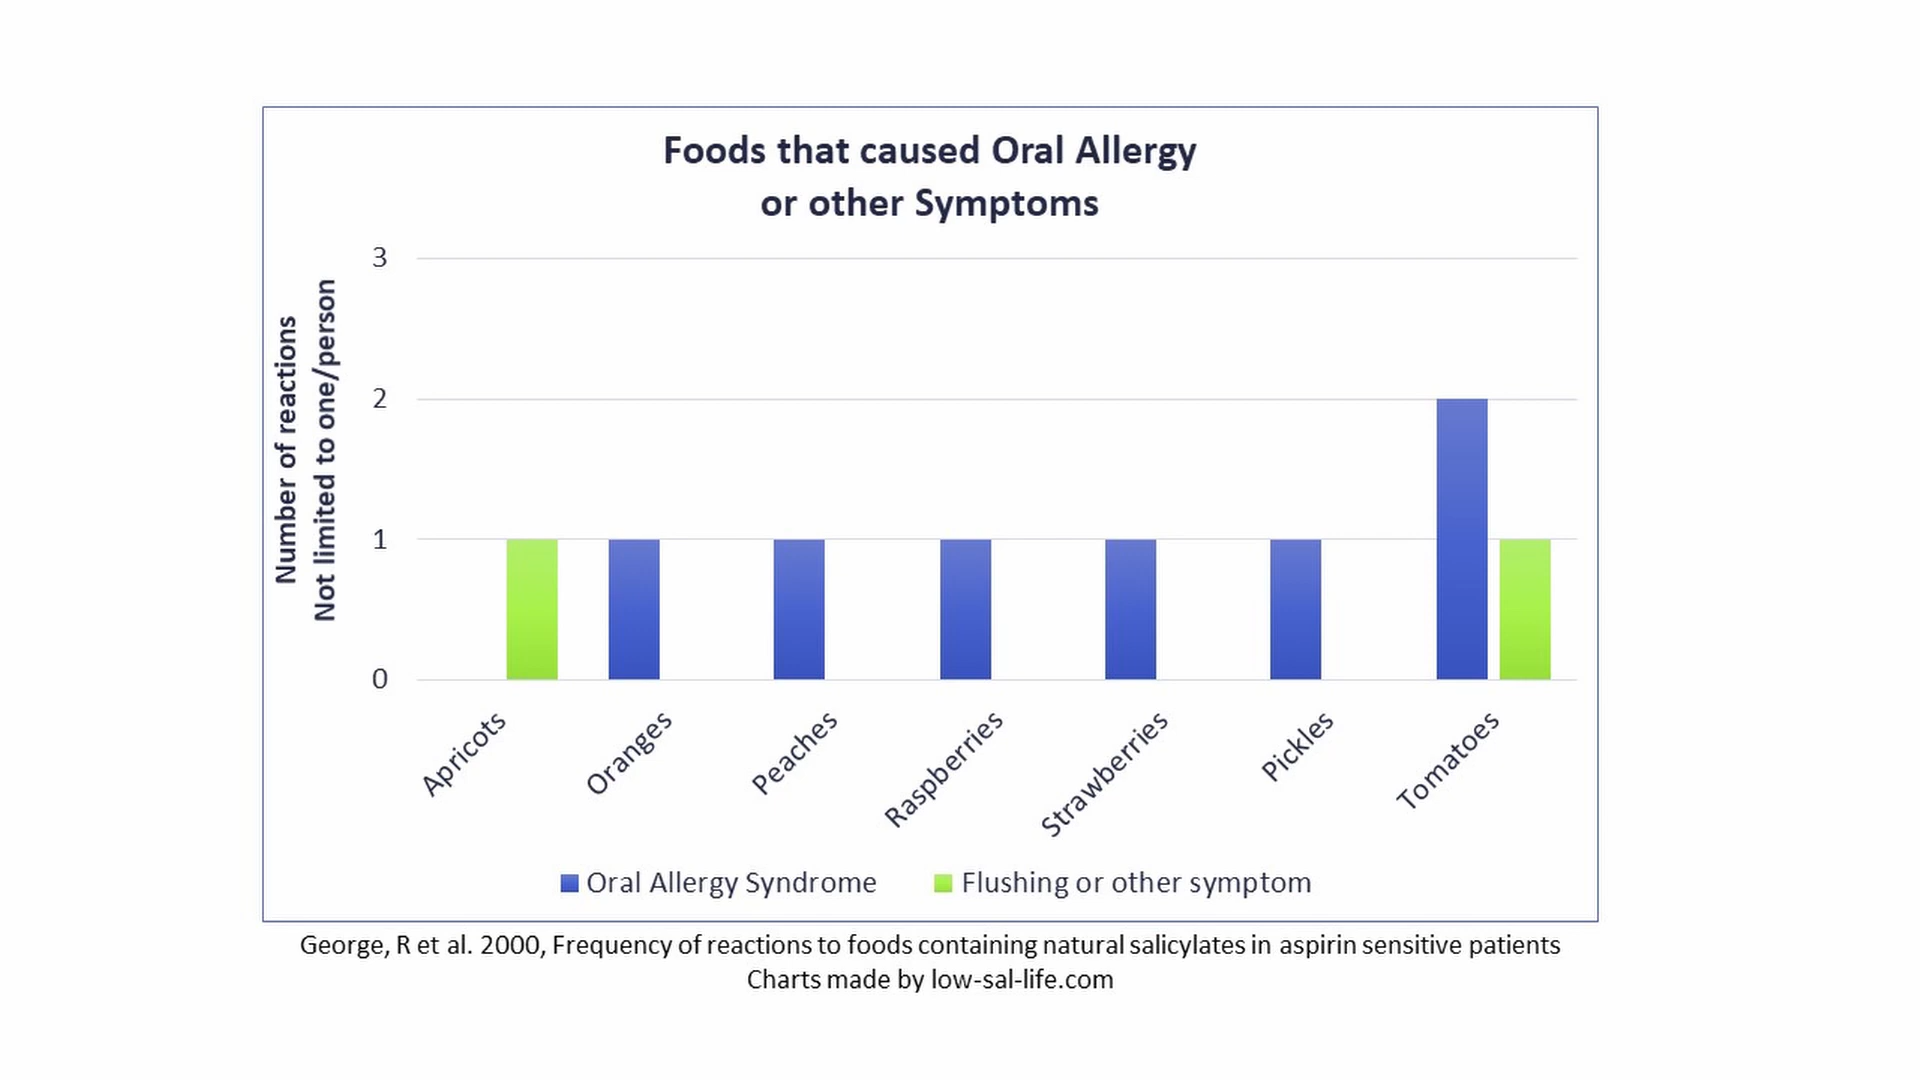 Foods that caused Oral Allergy
or other Symptoms
Number of reactions
Not limited to one/person
3
2
1
0
Apricots
Oranges
Peaches
Raspberries
Strawberries
Pickles
Tomatoes
Oral Allergy Syndrome
Flushing or other symptom
George, R et al. 2000, Frequency of reactions to foods containing natural salicylates in aspirin sensitive patients
Charts made by low-sal-life.com